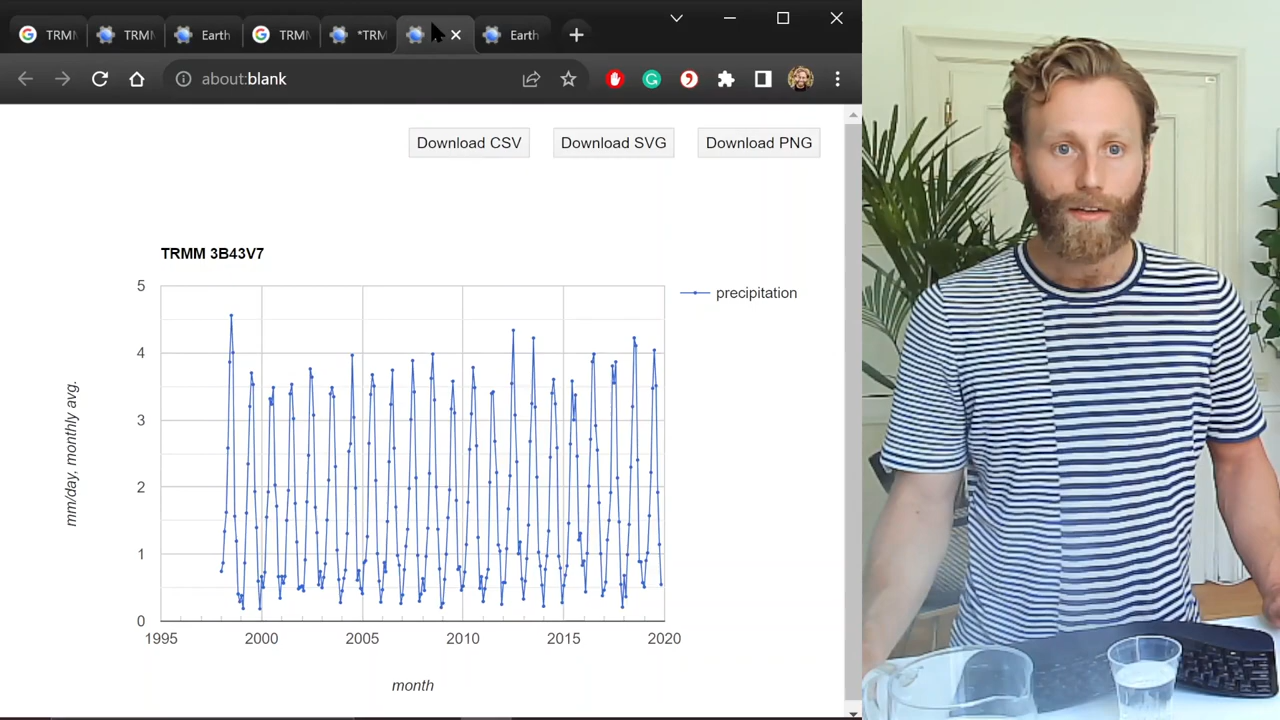 TRMM
TRMM
Earth
TRMM
*TRM
Earth
about:blank
Download CSV
Download SVG
Download PNG
TRMM 3B43V7
5
4
3
2
1
0
mm/day, monthly avg.
precipitation
1995
2000
2005
2010
2015
2020
month